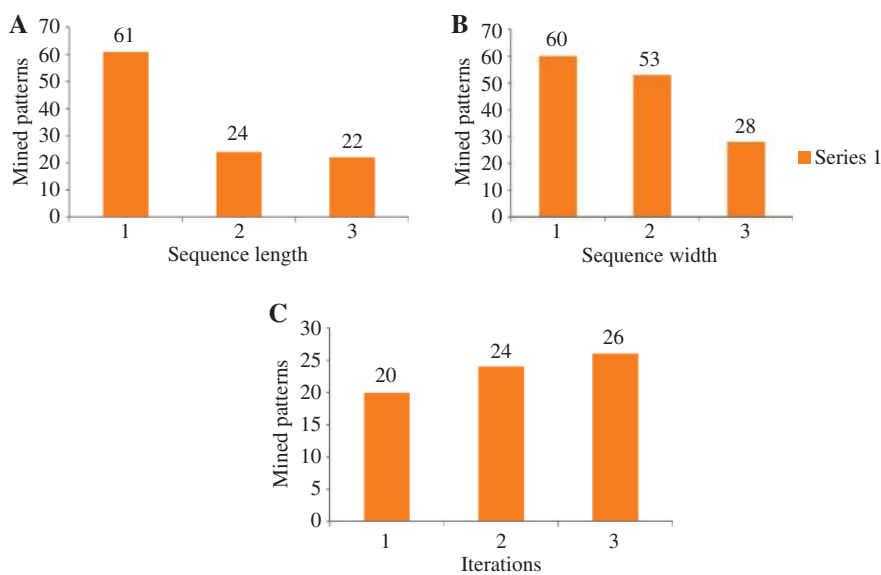 A
Mined patterns
70
60
50
40
30
20
10
0
61
24
22
1 2 3
Sequence length
B
Mined patterns
70
60
50
40
30
20
10
0
60
53
28
1 2 3
Sequence width
Series 1
C
Mined patterns
30
25
20
15
10
5
0
20
24
26
1 2 3
Iterations